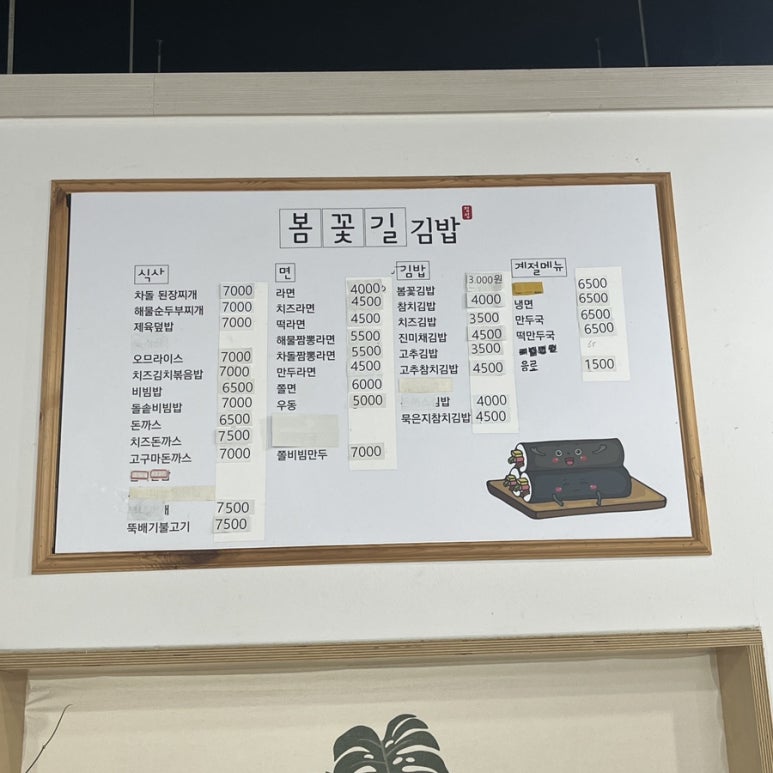 봄꽃길김밥
식사
차돌 된장찌개 7000
해물순두부찌개 7000
제육덮밥 7000
오므라이스 7000
치즈김치볶음밥 7000
비빔밥 6500
돌솥비빔밥 7000
돈까스 6500
치즈돈까스 7500
고구마돈까스 7000
7500
뚝배기불고기 7500
면
라면 4000
치즈라면 4500
떡라면 4500
해물짬뽕라면 5500
차돌짬뽕라면 5500
만두라면 4500
쫄면 6000
우동 5000
쫄비빔만두 7000
김밥
봄꽃김밥 3.000원
참치김밥 4000
치즈김밥 3500
진미채김밥 4500
고추김밥 3500
고추참치김밥 4500
김밥 4000
묵은지참치김밥 4500
계절메뉴
6500
냉면 6500
만두국 6500
떡만두국 6500
음료 1500